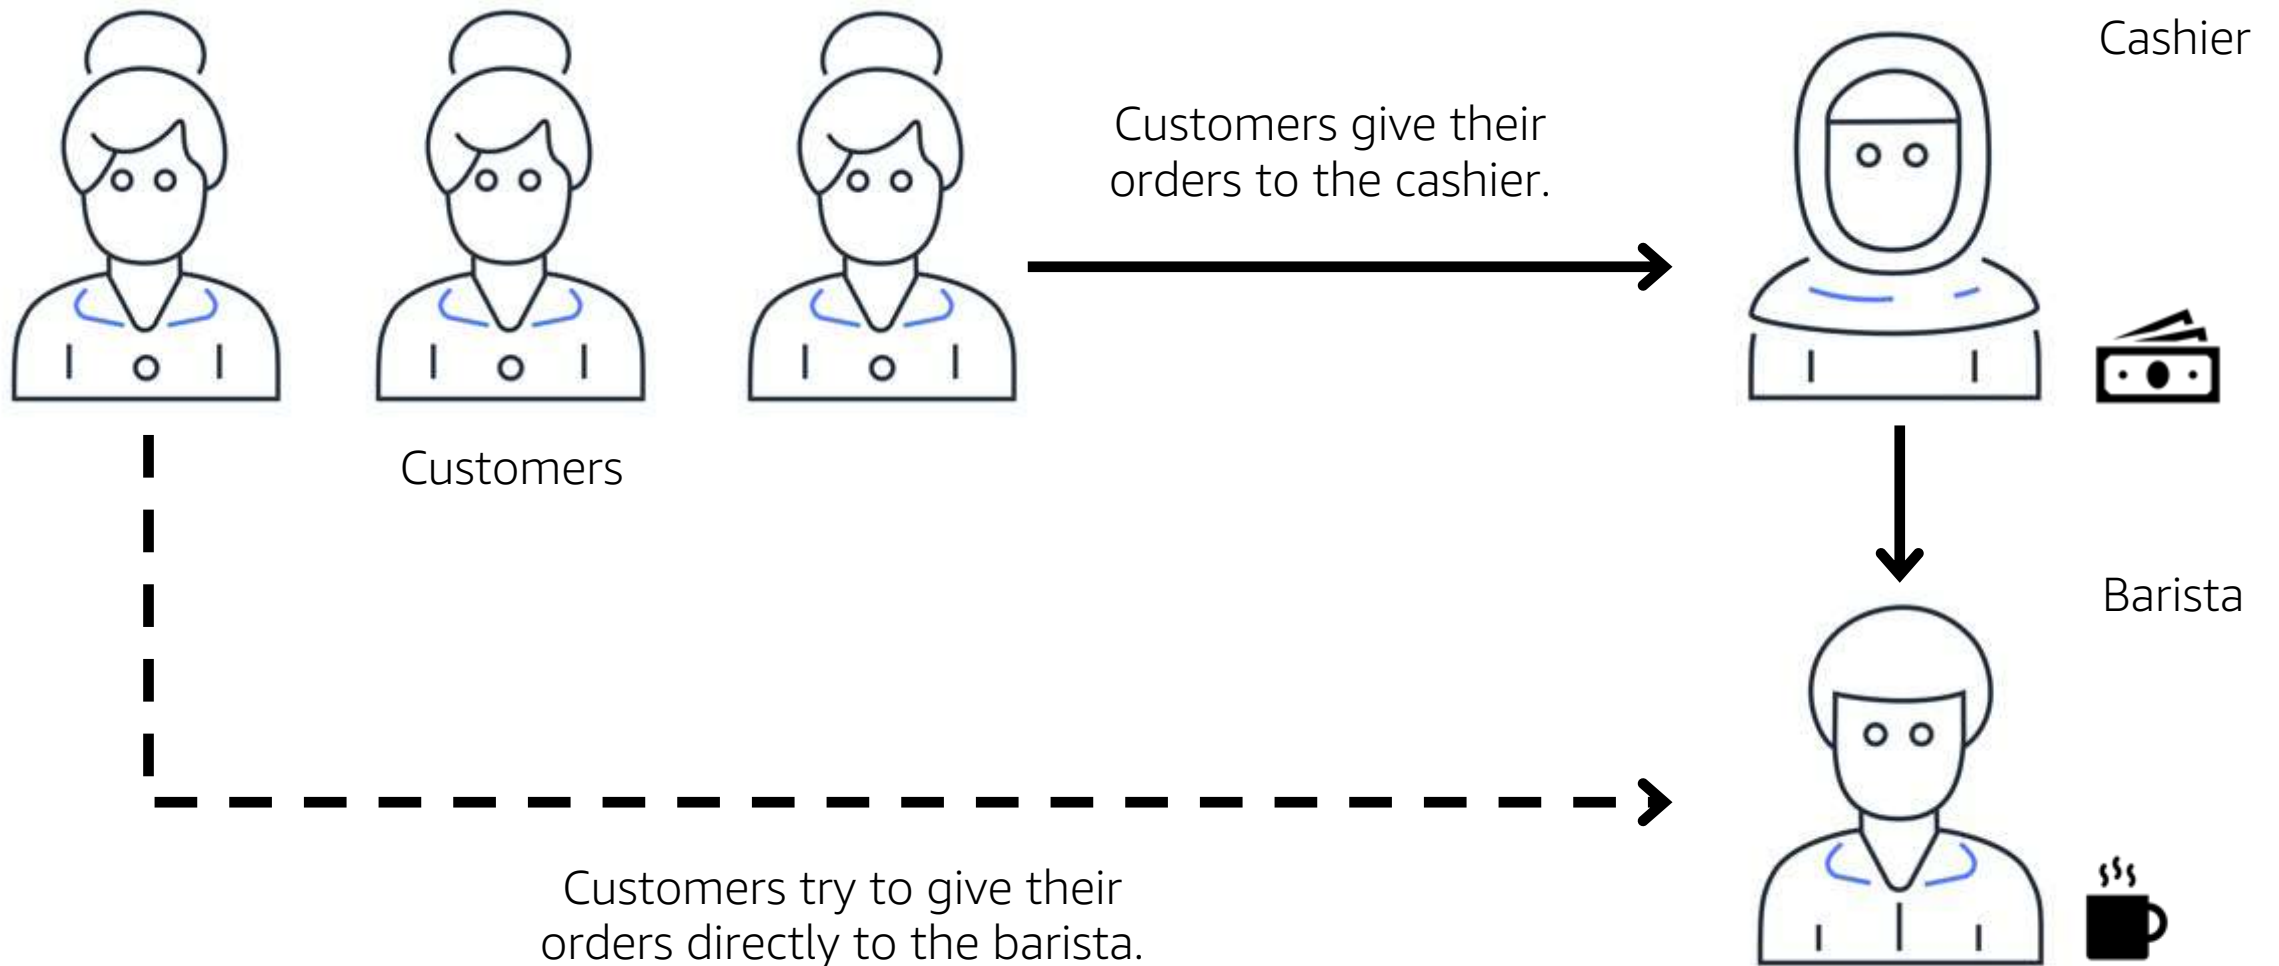 Cashier
Customers give their
orders to the cashier.
Customers
Barista
Customers try to give their
orders directly to the barista.